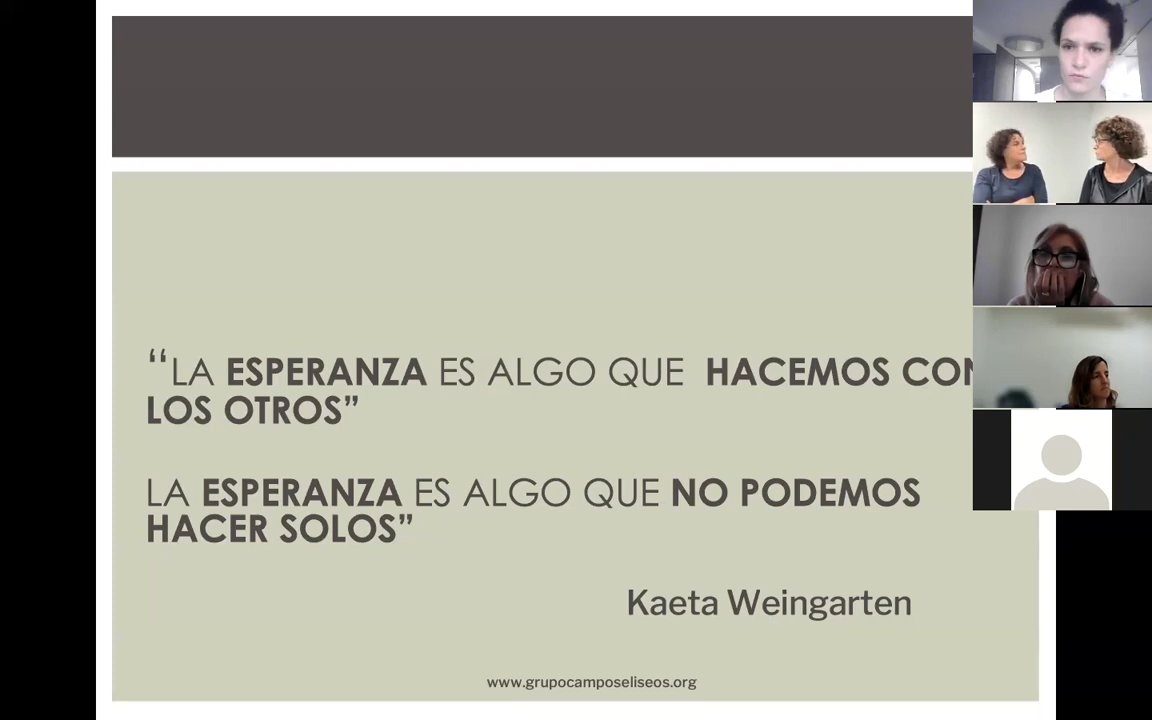 “LA ESPERANZA ES ALGO QUE HACEMOS CON
LOS OTROS”
LA ESPERANZA ES ALGO QUE NO PODEMOS
HACER SOLOS”
Kaeta Weingarten
www.grupocamposeliseos.org